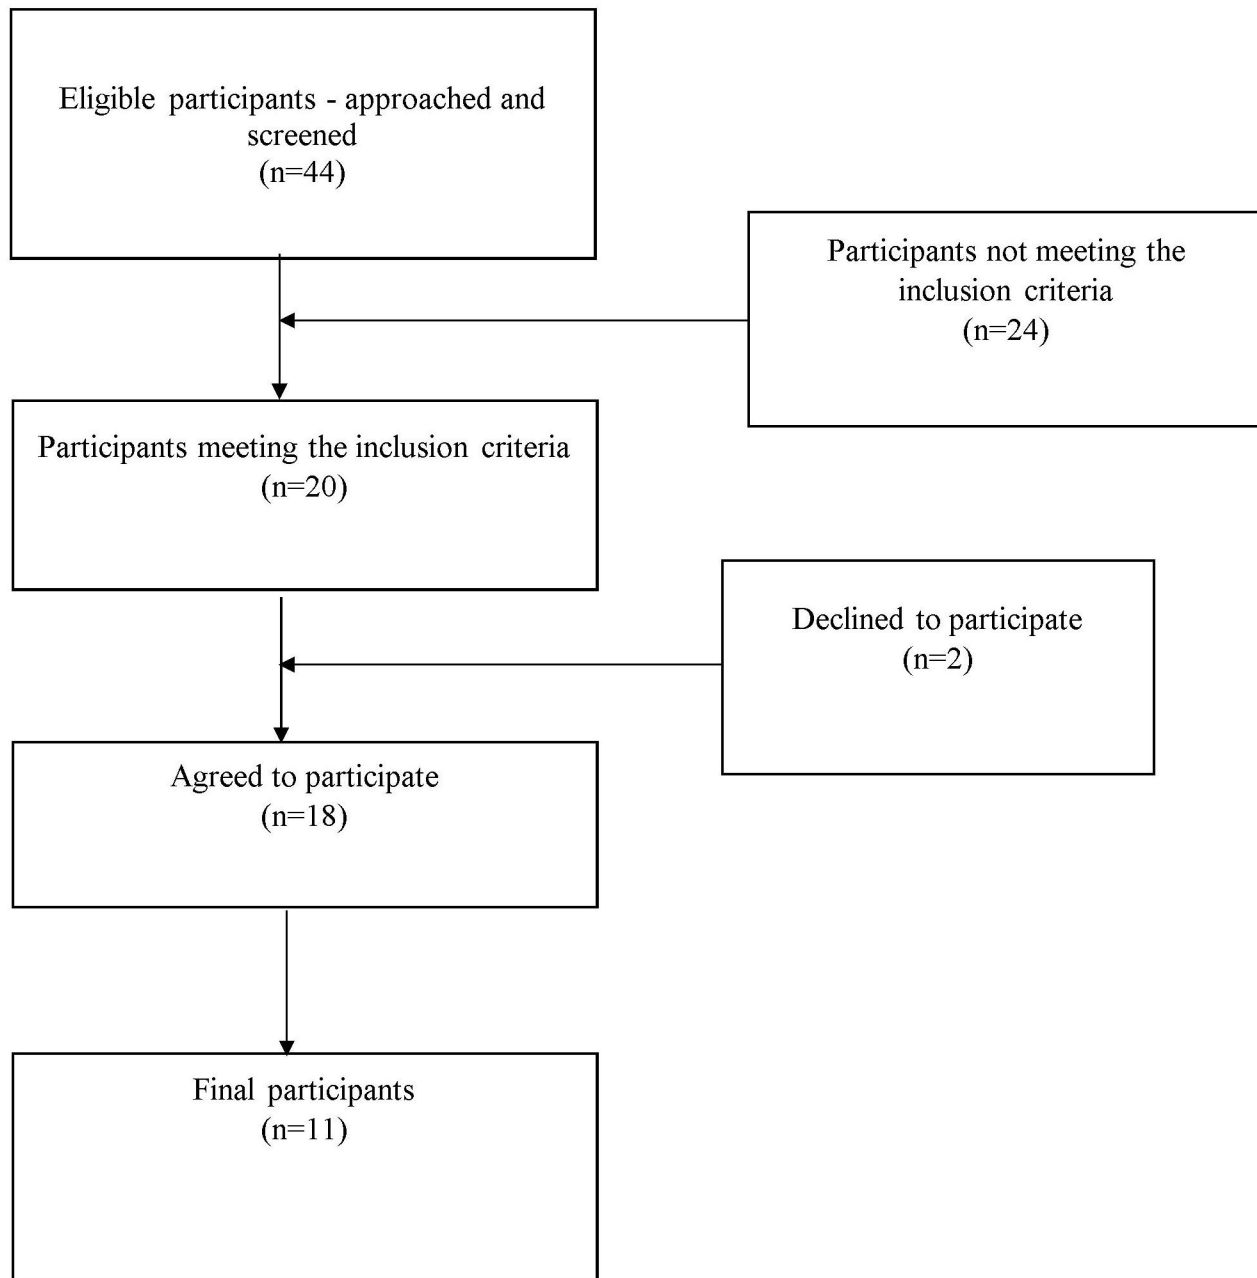 Eligible participants - approached and
screened
(n=44)
Participants not meeting the
inclusion criteria
(n=24)
Participants meeting the inclusion criteria
(n=20)
Declined to participate
(n=2)
Agreed to participate
(n=18)
Final participants
(n=11)